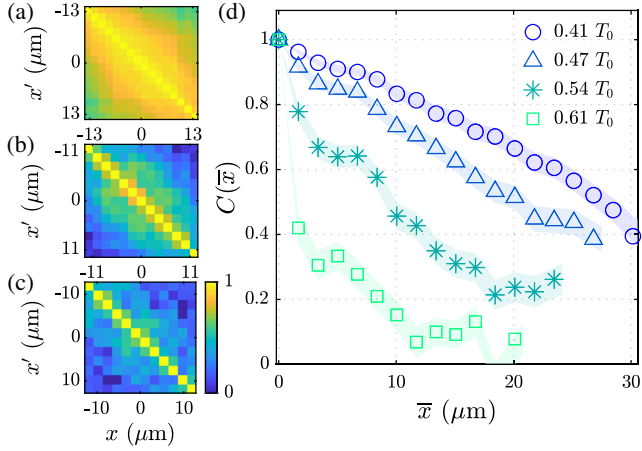 (a)
-13
0
13
x′ (μm)
-13 0 13
(b)
-11
0
11
x′ (μm)
-11 0 11
(c)
-10
0
10
x′ (μm)
-10 0 10
x (μm)
1
0
(d)
1
0.8
0.6
0.4
0.2
0
C(x̅)
0 10 20 30
x̅ (μm)
0.41 T₀
0.47 T₀
0.54 T₀
0.61 T₀